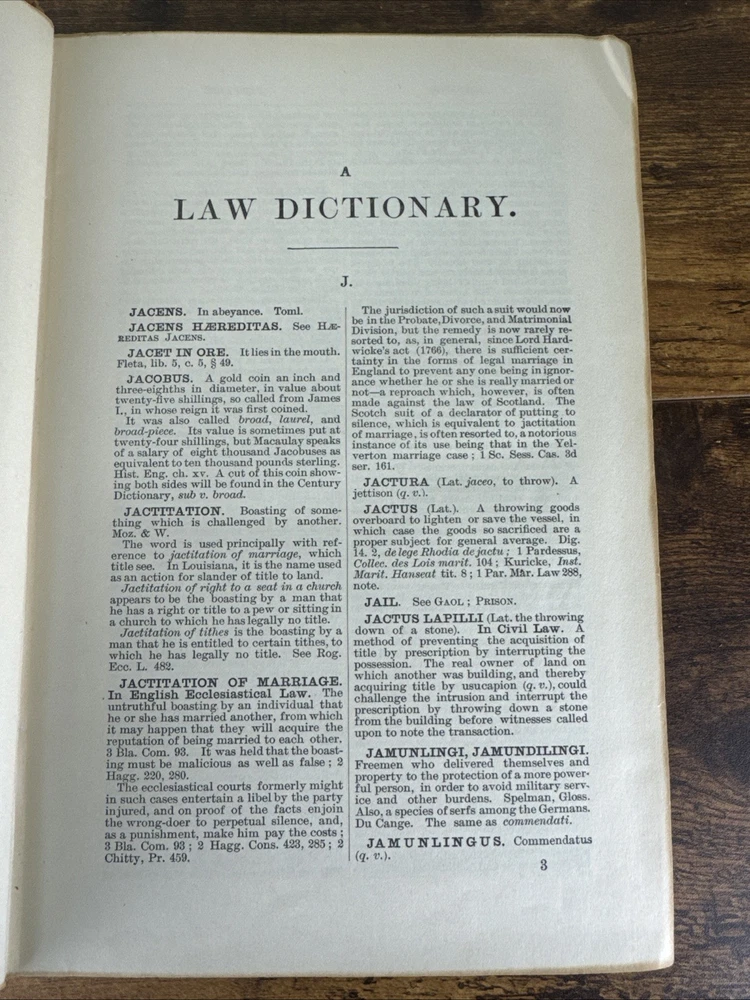 A
LAW DICTIONARY.
J.
JACENS. In abeyance. Toml.
JACENS HÆREDITAS. See HÆ-
REDITAS JACENS.
JACET IN ORE. It lies in the mouth.
Fleta, lib. 5, c. 5, § 49.
JACOBUS. A gold coin an inch and
three-eighths in diameter, in value about
twenty-five shillings, so called from James
I., in whose reign it was first coined.
It was also called broad, laurel, and
broad-piece. Its value is sometimes put at
twenty-four shillings, but Macaulay speaks
of a salary of eight thousand Jacobuses as
equivalent to ten thousand pounds sterling.
Hist. Eng. ch. xv. A cut of this coin show-
ing both sides will be found in the Century
Dictionary, sub v. broad.
JACTITATION. Boasting of some-
thing which is challenged by another.
Moz. & W.
The word is used principally with ref-
erence to jactitation of marriage, which
title see. In Louisiana, it is the name used
as an action for slander of title to land.
Jactitation of right to a seat in a church
appears to be the boasting by a man that
he has a right or title to a pew or sitting in
a church to which he has legally no title.
Jactitation of tithes is the boasting by a
man that he is entitled to certain tithes, to
which he has legally no title. See Rog.
Ecc. L. 482.
JACTITATION OF MARRIAGE.
In English Ecclesiastical Law. The
untruthful boasting by an individual that
he or she has married another, from which
it may happen that they will acquire the
reputation of being married to each other.
3 Bla. Com. 93. It was held that the boast-
ing must be malicious as well as false; 2
Hagg. 220, 280.
The ecclesiastical courts formerly might
in such cases entertain a libel by the party
injured, and on proof of the facts enjoin
the wrong-doer to perpetual silence, and,
as a punishment, make him pay the costs;
3 Bla. Com. 93; 2 Hagg. Cons. 423, 285; 2
Chitty, Pr. 459.
The jurisdiction of such a suit would now
be in the Probate, Divorce, and Matrimonial
Division, but the remedy is now rarely re-
sorted to, as, in general, since Lord Hard-
wicke's act (1766), there is sufficient cer-
tainty in the forms of legal marriage in
England to prevent any one being in ignor-
ance whether he or she is really married or
not—a reproach which, however, is often
made against the law of Scotland. The
Scotch suit of a declarator of putting to
silence, which is equivalent to jactitation
of marriage, is often resorted to, a notorious
instance of its use being that in the Yel-
verton marriage case; 1 Sc. Sess. Cas. 3d
ser. 161.
JACTURA (Lat. jaceo, to throw). A
jettison (q. v.).
JACTUS (Lat.). A throwing goods
overboard to lighten or save the vessel, in
which case the goods so sacrificed are a
proper subject for general average. Dig.
14. 2, de lege Rhodia de jactu; 1 Pardessus,
Collec. des Lois marit. 104; Kuricke, Inst.
Marit. Hanseat tit. 8; 1 Par. Mar. Law 288,
note.
JAIL. See GAOL; PRISON.
JACTUS LAPILLI (Lat. the throwing
down of a stone). In Civil Law. A
method of preventing the acquisition of
title by prescription by interrupting the
possession. The real owner of land on
which another was building, and thereby
acquiring title by usucapion (q. v.), could
challenge the intrusion and interrupt the
prescription by throwing down a stone
from the building before witnesses called
upon to note the transaction.
JAMUNLINGI, JAMUNDILINGI.
Freemen who delivered themselves and
property to the protection of a more power-
ful person, in order to avoid military serv-
ice and other burdens. Spelman, Gloss.
Also, a species of serfs among the Germans.
Du Cange. The same as commendati.
JAMUNLINGUS. Commendatus
(q. v.).
3